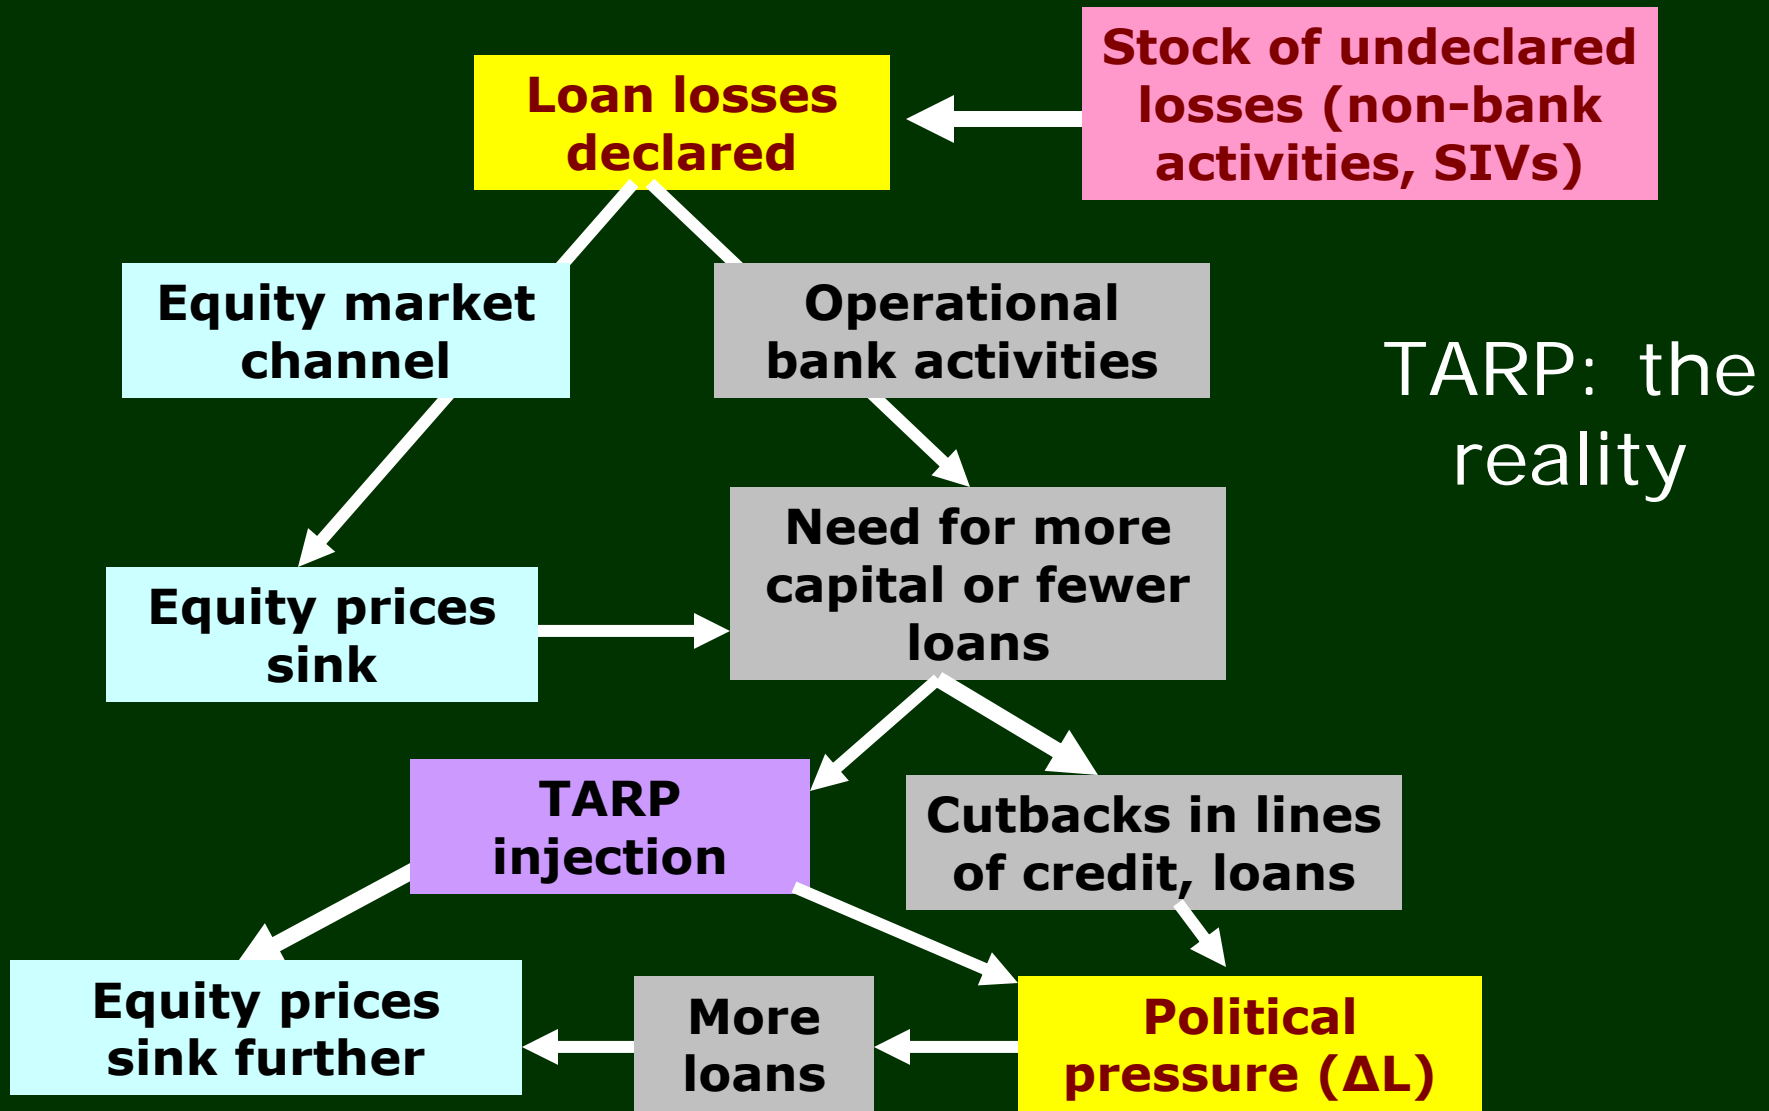 Stock of undeclared
losses (non-bank
activities, SIVs)
Loan losses
declared
Equity market
channel
Operational
bank activities
TARP: the
reality
Need for more
capital or fewer
loans
Equity prices
sink
TARP
injection
Cutbacks in lines
of credit, loans
Equity prices
sink further
More
loans
Political
pressure (ΔL)